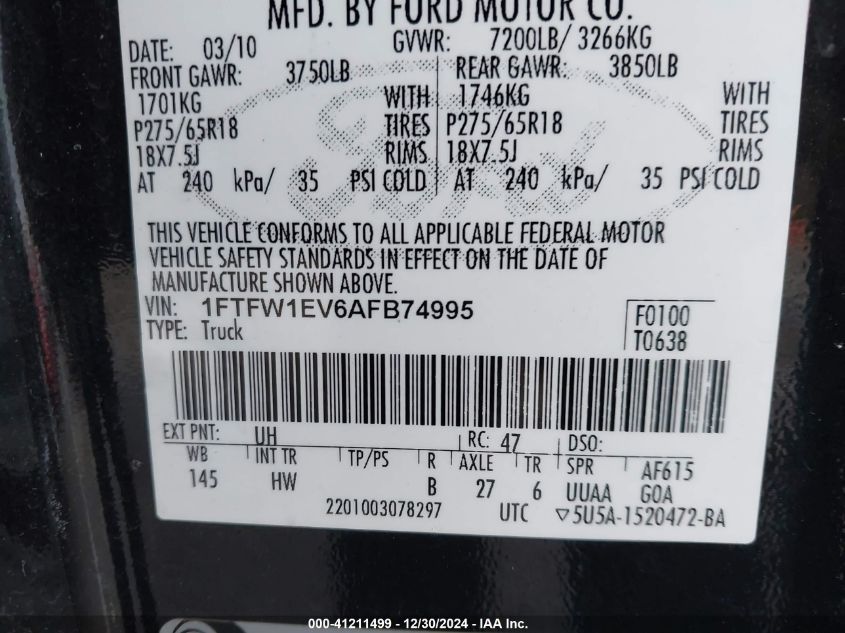 MFD. BY FORD MOTOR CO.
DATE: 03/10 GVWR: 7200LB/ 3266KG
FRONT GAWR: 3750LB REAR GAWR: 3850LB
1701KG WITH 1746KG WITH
P275/65R18 TIRES P275/65R18 TIRES
18X7.5J RIMS 18X7.5J RIMS
AT 240 kPa/ 35 PSI COLD AT 240 kPa/ 35 PSI COLD
THIS VEHICLE CONFORMS TO ALL APPLICABLE FEDERAL MOTOR
VEHICLE SAFETY STANDARDS IN EFFECT ON THE DATE OF
MANUFACTURE SHOWN ABOVE.
VIN: 1FTFW1EV6AFB74995 F0100
TYPE: Truck T0638
EXT PNT: UH RC: 47 DSO:
WB INT TR TP/PS R AXLE TR SPR AF615
145 HW B 27 6 UUAA GOA
2201003078297 UTC ▽5U5A-1520472-BA
000-41211499 - 12/30/2024 - IAA Inc.